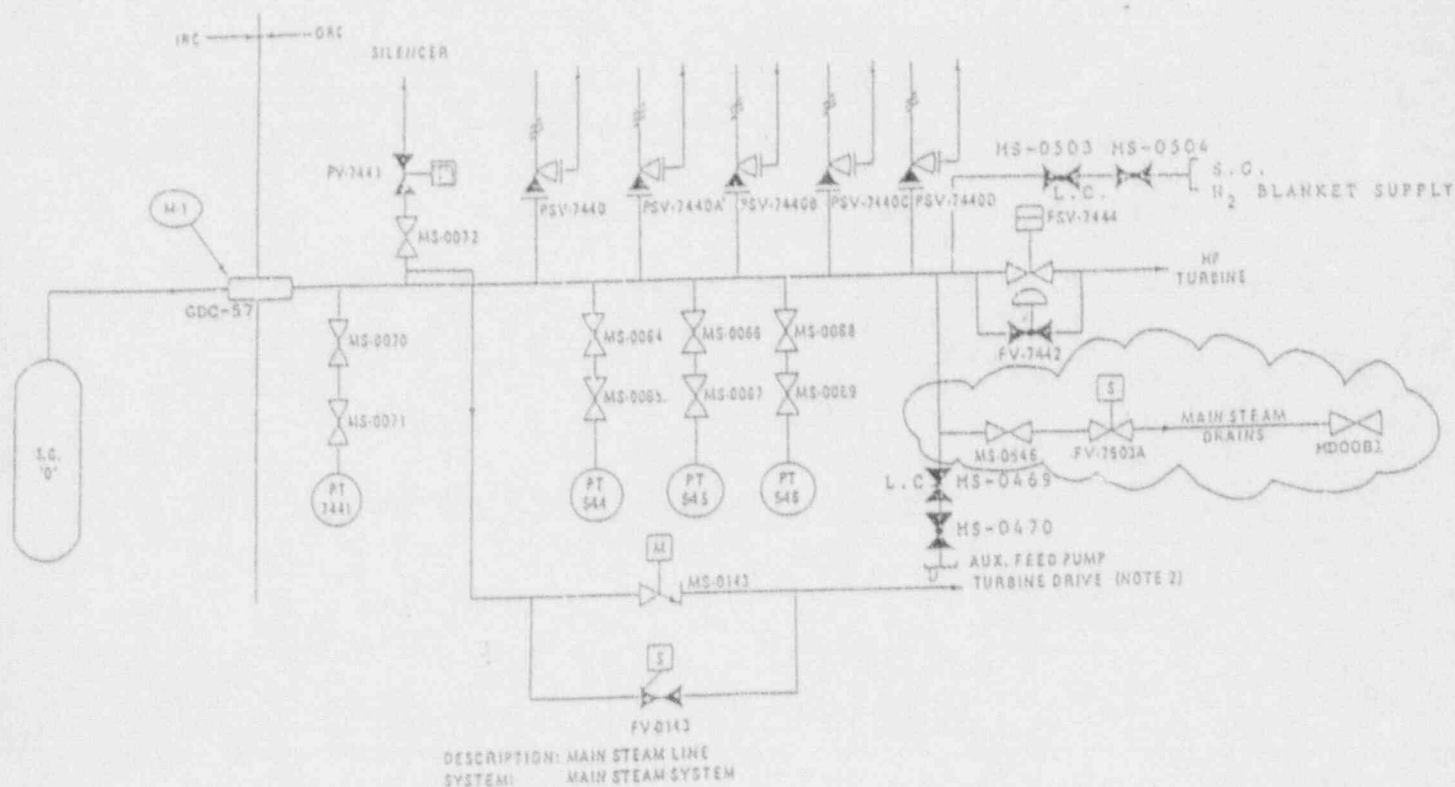 IRC
ORC
SILENCER
PV-7441
M-1
MS-0072
PSV-7440
PSV-7440A
PSV-7440B
PSV-7440C
PSV-7440D
MS-0503
MS-0504
L.C.
S.G.
N2 BLANKET SUPPLY
FSV-7444
HP
TURBINE
GDC-57
FV-7442
MS-0070
MS-0071
MS-0064
MS-0065
MS-0066
MS-0067
MS-0068
MS-0069
S
MAIN STEAM
DRAINS
MS-0546
FV-7503A
MD0082
S.G.
"D"
PT
7441
PT
544
PT
545
PT
546
L.C
MS-0469
MS-0470
AUX. FEED PUMP
TURBINE DRIVE (NOTE 2)
M
MS-0143
S
FV-0143
DESCRIPTION: MAIN STEAM LINE
SYSTEM: MAIN STEAM SYSTEM